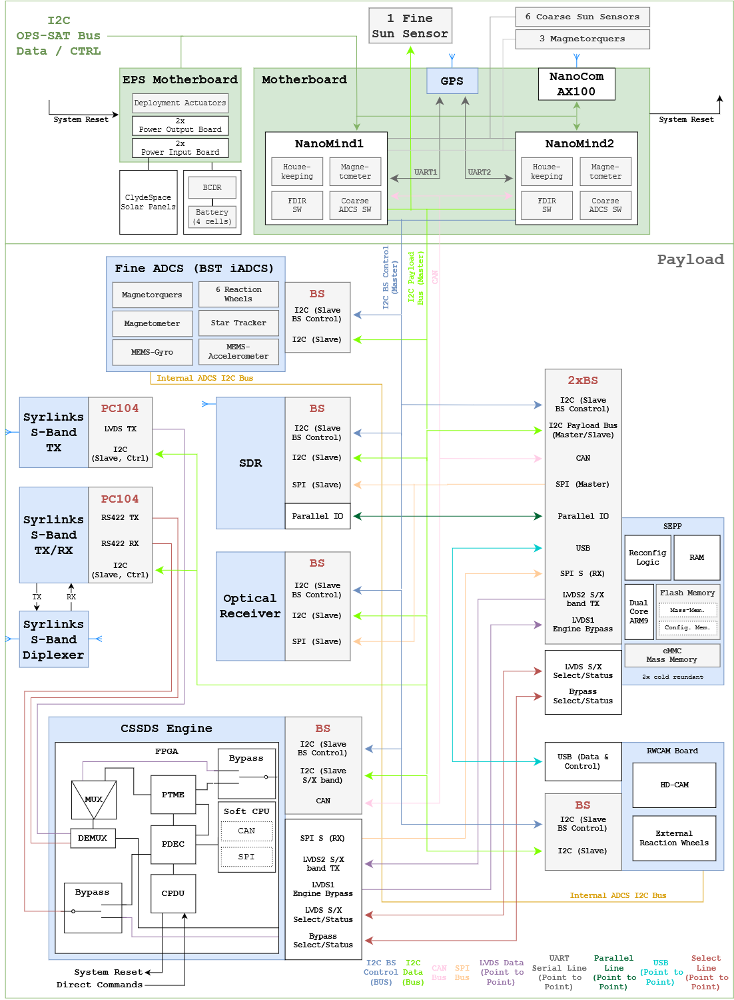 I2C
OPS-SAT Bus
Data / CTRL
1 Fine
Sun Sensor
6 Coarse Sun Sensors
3 Magnetorquers
EPS Motherboard
Deployment Actuators
2x
Power Output Board
2x
Power Input Board
System Reset
ClydeSpace
Solar Panels
BCDR
Battery
(4 cells)
Motherboard
GPS
NanoCom
AX100
System Reset
NanoMind1
House-
keeping
Magne-
tometer
FDIR
SW
Coarse
ADCS SW
UART1
UART2
NanoMind2
House-
keeping
Magne-
tometer
FDIR
SW
Coarse
ADCS SW
Payload
I2C BS Control
(Master)
I2C Payload
Bus (Master)
CAN
Fine ADCS (BST iADCS)
Magnetorquers
6 Reaction
Wheels
Magnetometer
Star Tracker
MEMS-Gyro
MEMS-
Accelerometer
BS
I2C (Slave
BS Control)
I2C (Slave)
Internal ADCS I2C Bus
Syrlinks
S-Band
TX
PC104
LVDS TX
I2C
(Slave, Ctrl)
Syrlinks
S-Band
TX/RX
PC104
RS422 TX
RS422 RX
I2C
(Slave, Ctrl)
TX
RX
Syrlinks
S-Band
Diplexer
SDR
BS
I2C (Slave
BS Control)
I2C (Slave)
SPI (Slave)
Parallel IO
Optical
Receiver
BS
I2C (Slave
BS Control)
I2C (Slave)
SPI (Slave)
2xBS
I2C (Slave
BS Constrol)
I2C Payload Bus
(Master/Slave)
CAN
SPI (Master)
Parallel IO
USB
SPI S (RX)
LVDS2 S/X
band TX
LVDS1
Engine Bypass
LVDS S/X
Select/Status
Bypass
Select/Status
SEPP
Reconfig
Logic
RAM
Dual
Core
ARM9
Flash Memory
Mass-Mem.
Config. Mem.
eMMC
Mass Memory
2x cold reundant
CSSDS Engine
FPGA
MUX
DEMUX
PTME
PDEC
CPDU
Bypass
Soft CPU
CAN
SPI
Bypass
BS
I2C (Slave
BS Control)
I2C (Slave
S/X band)
CAN
SPI S (RX)
LVDS2 S/X
band TX
LVDS1
Engine Bypass
LVDS S/X
Select/Status
Bypass
Select/Status
System Reset
Direct Commands
USB (Data &
Control)
BS
I2C (Slave
BS Control)
I2C (Slave)
RWCAM Board
HD-CAM
External
Reaction Wheels
Internal ADCS I2C Bus
I2C BS
Control
(BUS)
I2C
Data
(Bus)
CAN
Bus
SPI
Bus
LVDS Data
(Point to
Point)
UART
Serial Line
(Point to
Point)
Parallel
Line
(Point to
Point)
USB
(Point to
Point)
Select
Line
(Point to
Point)